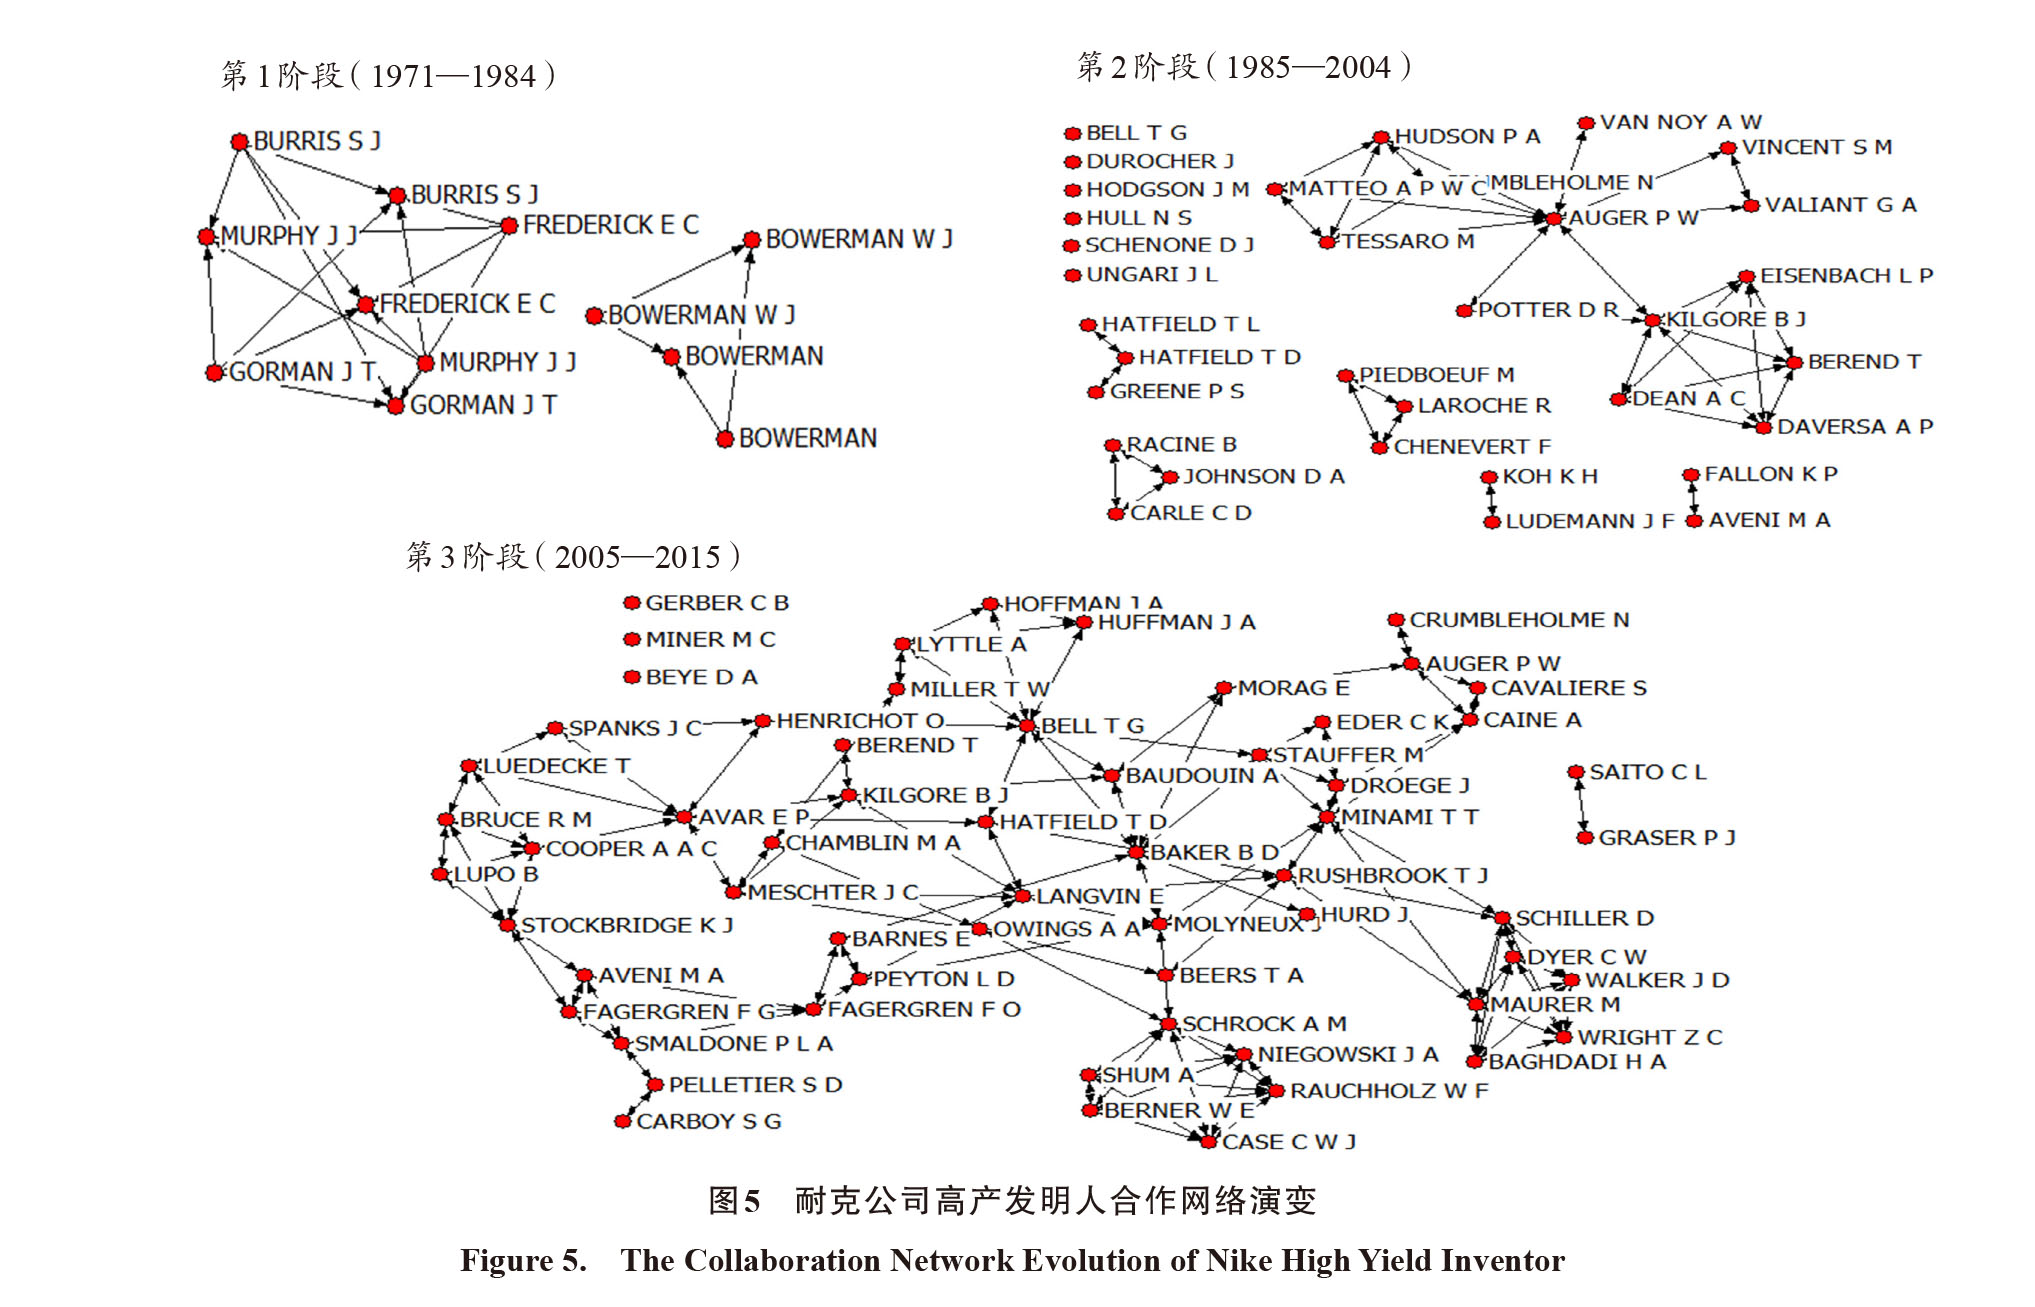 第1阶段(1971—1984)
BURRIS S J
BURRIS S J
FREDERICK E C
MURPHY J J
FREDERICK E C
MURPHY J J
GORMAN J T
GORMAN J T
BOWERMAN W J
BOWERMAN W J
BOWERMAN
BOWERMAN
第2阶段(1985—2004)
BELL T G
DUROCHER J
HODGSON J M
HULL N S
SCHENONE D J
UNGARI J L
HATFIELD T L
HATFIELD T D
GREENE P S
RACINE B
JOHNSON D A
CARLE C D
HUDSON P A
MATTEO A P W C
MBLEHOLME N
TESSARO M
VAN NOY A W
VINCENT S M
VALIANT G A
AUGER P W
POTTER D R
EISENBACH L P
KILGORE B J
BEREND T
DEAN A C
DAVERSA A P
PIEDBOEUF M
LAROCHE R
CHENEVERT F
KOH K H
LUDEMANN J F
FALLON K P
AVENI M A
第3阶段(2005—2015)
GERBER C B
MINER M C
BEYE D A
HOFFMAN J A
HUFFMAN J A
LYTTLE A
MILLER T W
SPANKS J C
HENRICHOT O
BELL T G
BEREND T
LUEDECKE T
KILGORE B J
BAUDOUIN A
BRUCE R M
AVAR E P
HATFIELD T D
COOPER A A C
CHAMBLIN M A
BAKER B D
LUPO B
MESCHTER J C
LANGVIN E
STOCKBRIDGE K J
BARNES E
OWINGS A A
MOLYNEUX J
AVENI M A
PEYTON L D
BEERS T A
FAGERGREN F G
FAGERGREN F O
SMALDONE P L A
PELLETIER S D
CARBOY S G
SCHROCK A M
NIEGOWSKI J A
SHUM A
RAUCHHOLZ W F
BERNER W E
CASE C W J
CRUMBLEHOLME N
AUGER P W
MORAG E
CAVALIERE S
EDER C K
CAINE A
STAUFFER M
DROEGE J
MINAMI T T
RUSHBROOK T J
HURD J
SCHILLER D
DYER C W
WALKER J D
MAURER M
WRIGHT Z C
BAGHDADI H A
SAITO C L
GRASER P J
图5 耐克公司高产发明人合作网络演变
Figure 5. The Collaboration Network Evolution of Nike High Yield Inventor